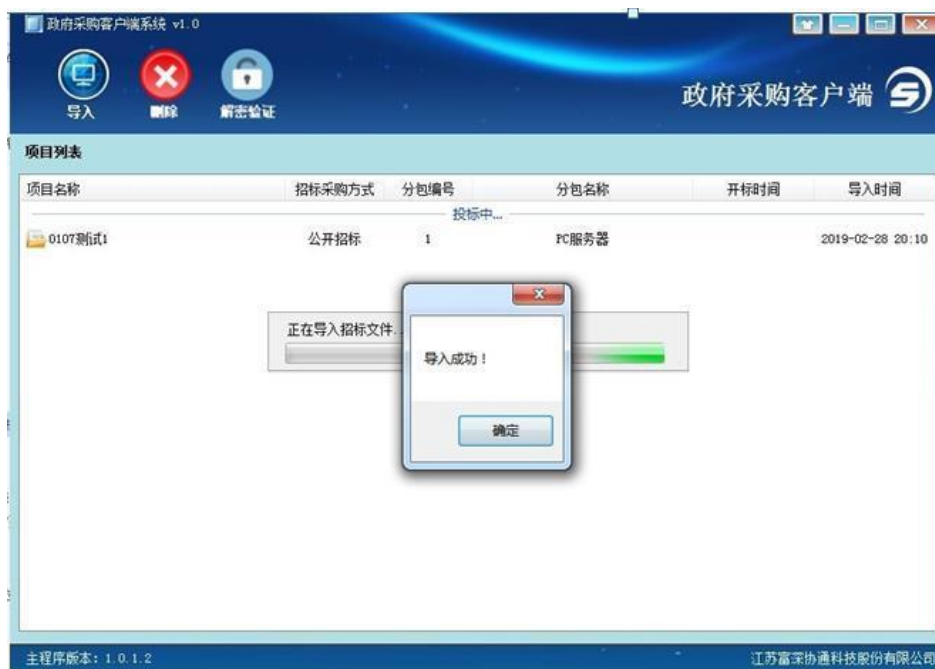 政府采购客户端系统 v1.0
导入 删除 解密验证
政府采购客户端
项目列表
项目名称 招标采购方式 分包编号 分包名称 开标时间 导入时间
投标中...
0107测试1 公开招标 1 PC服务器 2019-02-28 20:10
正在导入招标文件..
导入成功！
确定
主程序版本：1.0.1.2 江苏富深协通科技股份有限公司